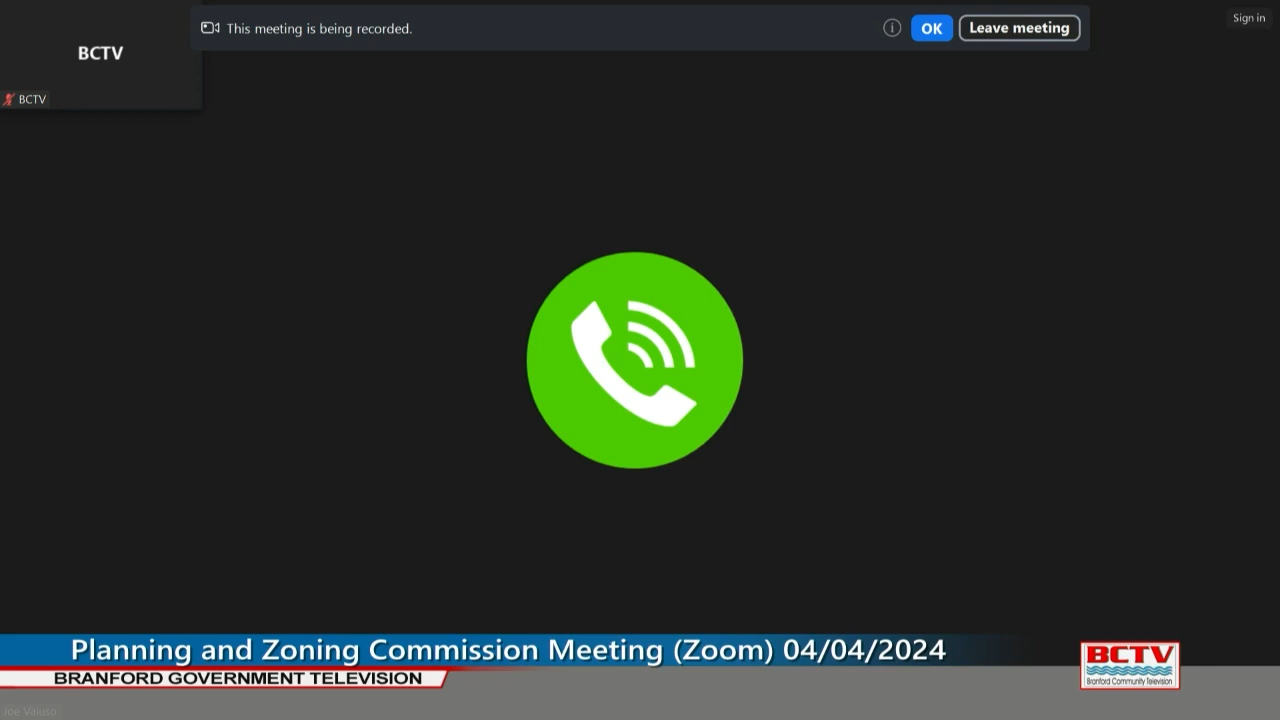 This meeting is being recorded.
OK
Leave meeting
Sign in
BCTV
BCTV
Planning and Zoning Commission Meeting (Zoom) 04/04/2024
BRANFORD GOVERNMENT TELEVISION
BCTV
Branford Community Television